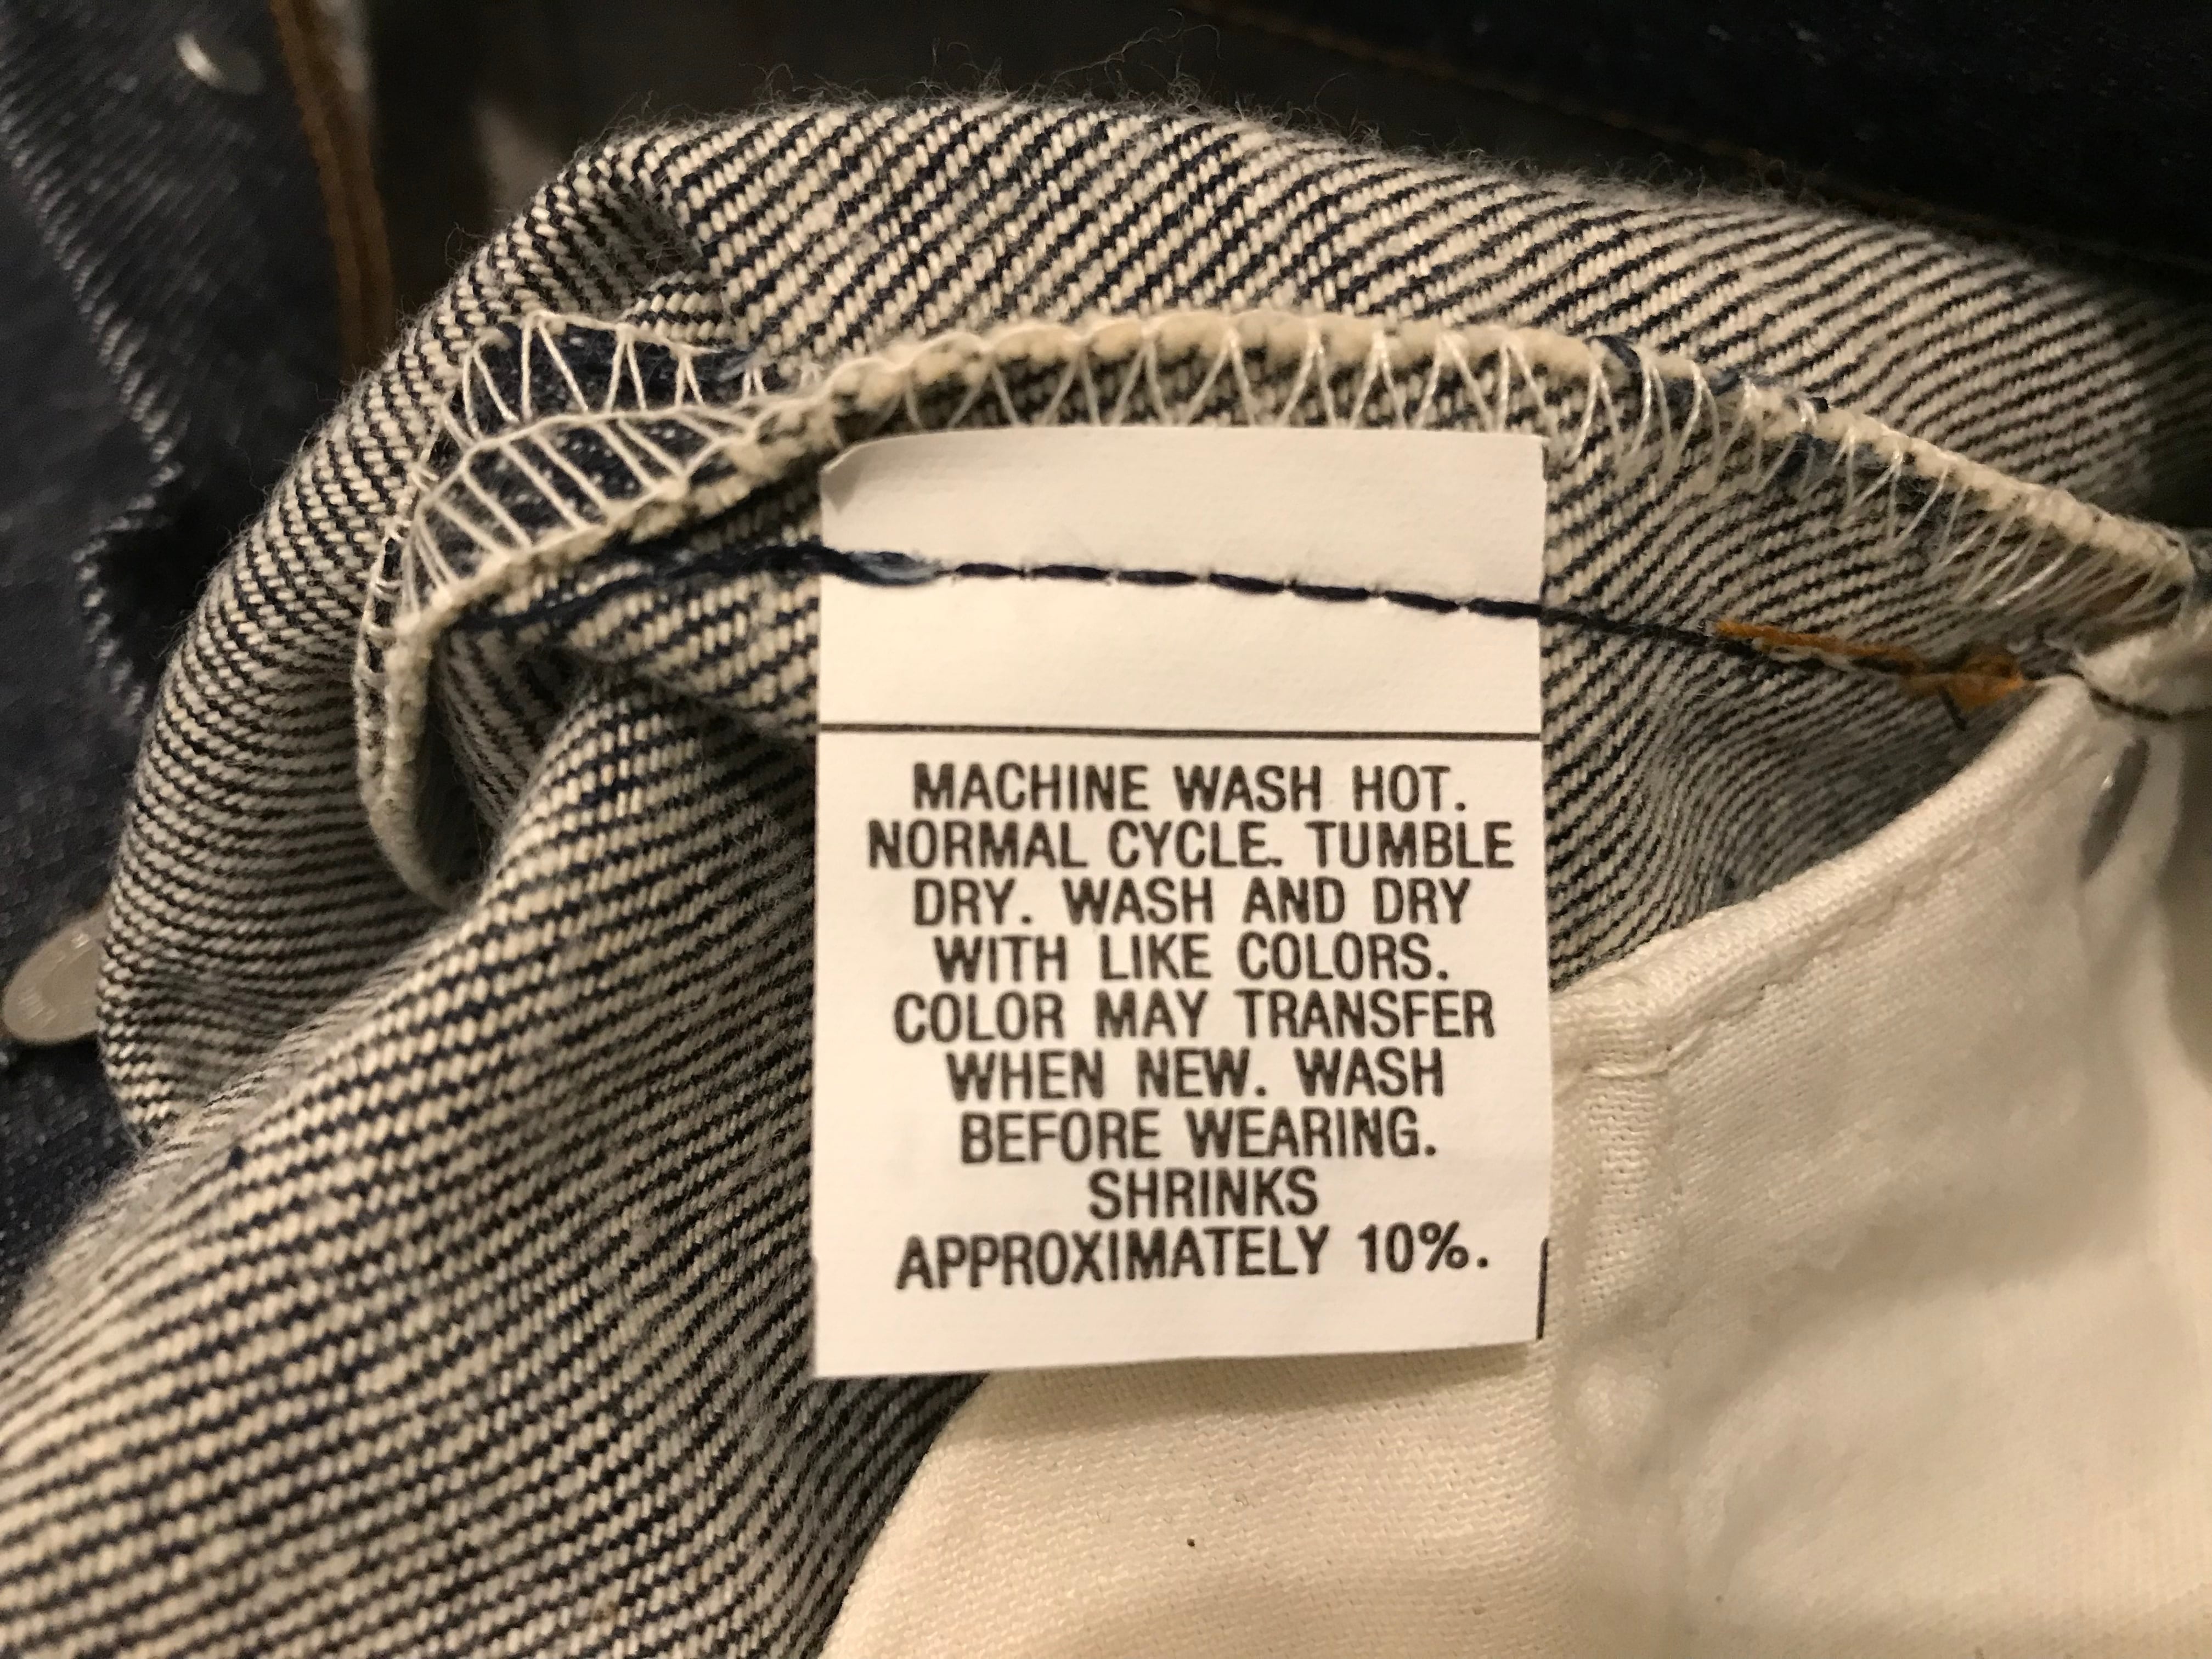 MACHINE WASH HOT.
NORMAL CYCLE. TUMBLE
DRY. WASH AND DRY
WITH LIKE COLORS.
COLOR MAY TRANSFER
WHEN NEW. WASH
BEFORE WEARING.
SHRINKS
APPROXIMATELY 10%.